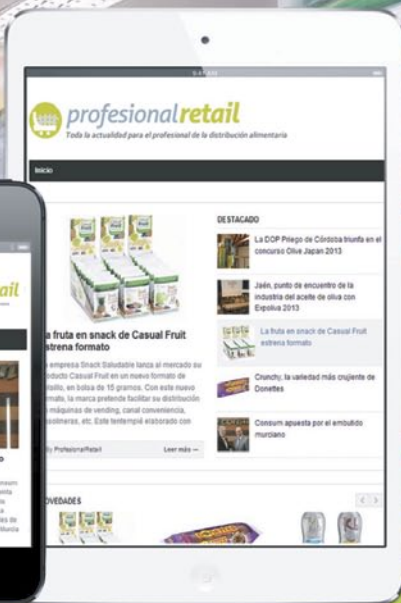 profesionalretail
Toda la actualidad para el profesional de la distribución alimentaria
Inicio
a fruta en snack de Casual Fruit
strena formato
empresa Snack Saludable lanza al mercado su
oducto Casual Fruit en un nuevo formato de
olsillo, en bolsa de 15 gramos. Con este nuevo
rmato, la marca pretende facilitar su distribución
máquinas de vending, canal conveniencia,
solineras, etc. Este tentempié elaborado con
By ProfesionalRetail
Leer más
DESTACADO
La DOP Priego de Córdoba triunfa en el
concurso Olive Japan 2013
Jaén, punto de encuentro de la
industria del aceite de oliva con
Expoliva 2013
La fruta en snack de Casual Fruit
estrena formato
Crunchy, la variedad más crujiente de
Donettes
Consum apuesta por el embutido
murciano
OVEDADES
ail